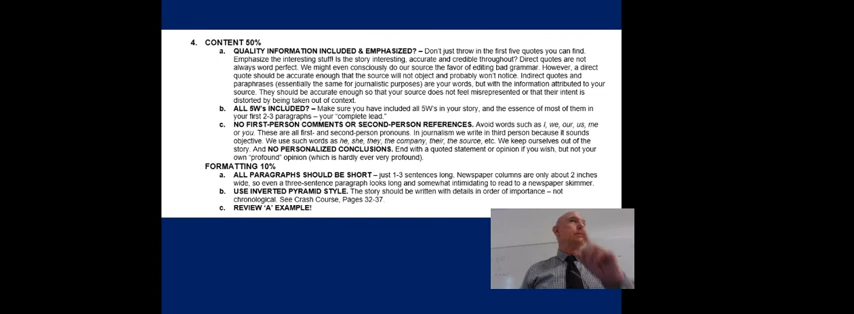 4. CONTENT 50%
a. QUALITY INFORMATION INCLUDED & EMPHASIZED? – Don't just throw in the first five quotes you can find.
Emphasize the interesting stuff! Is the story interesting, accurate and credible throughout? Direct quotes are not
always word perfect. We might even consciously do our source the favor of editing bad grammar. However, a direct
quote should be accurate enough that the source will not object and probably won't notice. Indirect quotes and
paraphrases (essentially the same for journalistic purposes) are your words, but with the information attributed to your
source. They should be accurate enough so that your source does not feel misrepresented or that their intent is
distorted by being taken out of context.
b. ALL 5W's INCLUDED? – Make sure you have included all 5W's in your story, and the essence of most of them in
your first 2-3 paragraphs – your "complete lead."
c. NO FIRST-PERSON COMMENTS OR SECOND-PERSON REFERENCES. Avoid words such as I, we, our, us, me
or you. These are all first- and second-person pronouns. In journalism we write in third person because it sounds
objective. We use such words as he, she, they, the company, their, the source, etc. We keep ourselves out of the
story. And NO PERSONALIZED CONCLUSIONS. End with a quoted statement or opinion if you wish, but not your
own "profound" opinion (which is hardly ever very profound).
FORMATTING 10%
a. ALL PARAGRAPHS SHOULD BE SHORT – just 1-3 sentences long. Newspaper columns are only about 2 inches
wide, so even a three-sentence paragraph looks long and somewhat intimidating to read to a newspaper skimmer.
b. USE INVERTED PYRAMID STYLE. The story should be written with details in order of importance – not
chronological. See Crash Course, Pages 32-37.
c. REVIEW 'A' EXAMPLE!